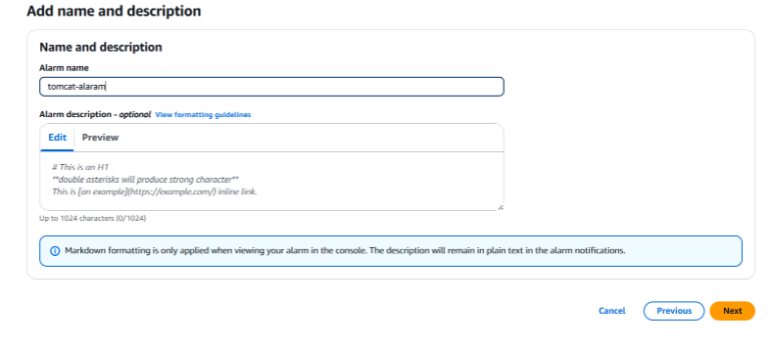 Add name and description
Name and description
Alarm name
tomcat-alaram
Alarm description - optional View formatting guidelines
Edit Preview
# This is an H1
**double asterisks will produce strong character**
This is [an example](https://example.com/) inline link.
Up to 1024 characters (0/1024)
Markdown formatting is only applied when viewing your alarm in the console. The description will remain in plain text in the alarm notifications.
Cancel Previous Next